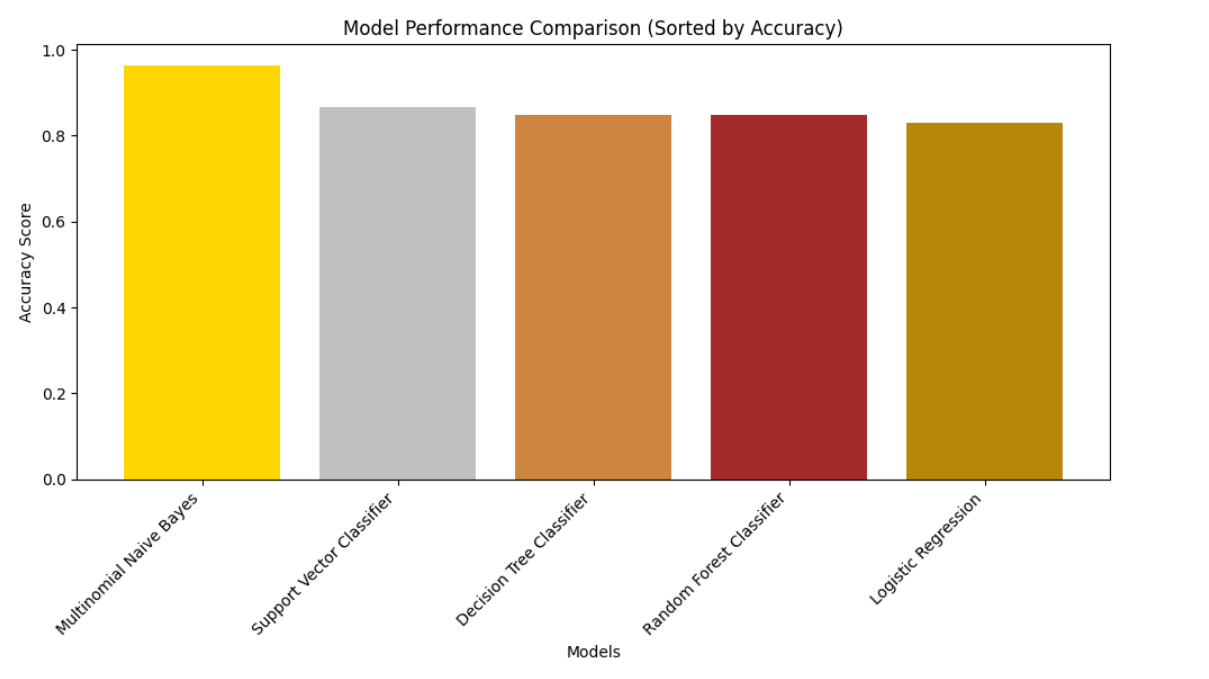 Model Performance Comparison (Sorted by Accuracy)
1.0
0.8
0.6
0.4
0.2
0.0
Accuracy Score
Multinomial Naive Bayes
Support Vector Classifier
Decision Tree Classifier
Random Forest Classifier
Logistic Regression
Models